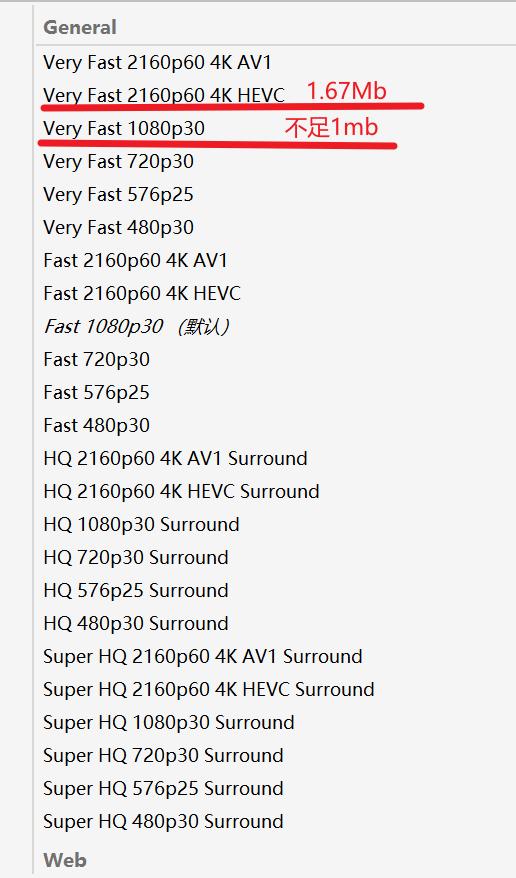 General
Very Fast 2160p60 4K AV1
Very Fast 2160p60 4K HEVC 1.67Mb
Very Fast 1080p30 不足1mb
Very Fast 720p30
Very Fast 576p25
Very Fast 480p30
Fast 2160p60 4K AV1
Fast 2160p60 4K HEVC
Fast 1080p30 （默认）
Fast 720p30
Fast 576p25
Fast 480p30
HQ 2160p60 4K AV1 Surround
HQ 2160p60 4K HEVC Surround
HQ 1080p30 Surround
HQ 720p30 Surround
HQ 576p25 Surround
HQ 480p30 Surround
Super HQ 2160p60 4K AV1 Surround
Super HQ 2160p60 4K HEVC Surround
Super HQ 1080p30 Surround
Super HQ 720p30 Surround
Super HQ 576p25 Surround
Super HQ 480p30 Surround
Web